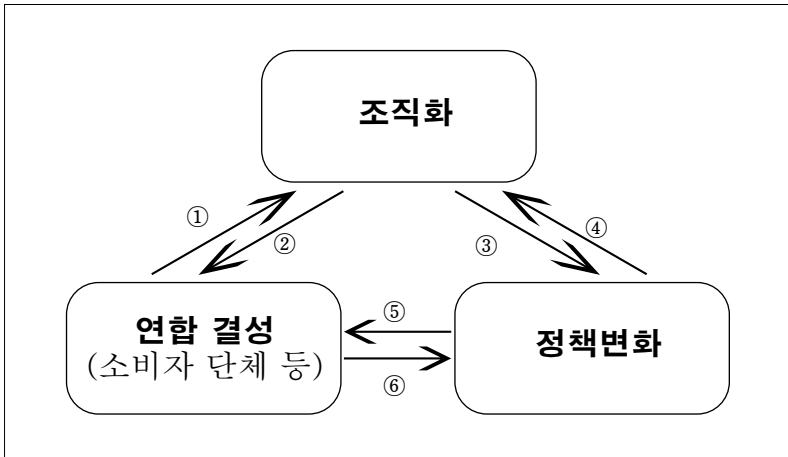 조직화
①
②
③
④
연합 결성
(소비자 단체 등)
⑤
⑥
정책변화